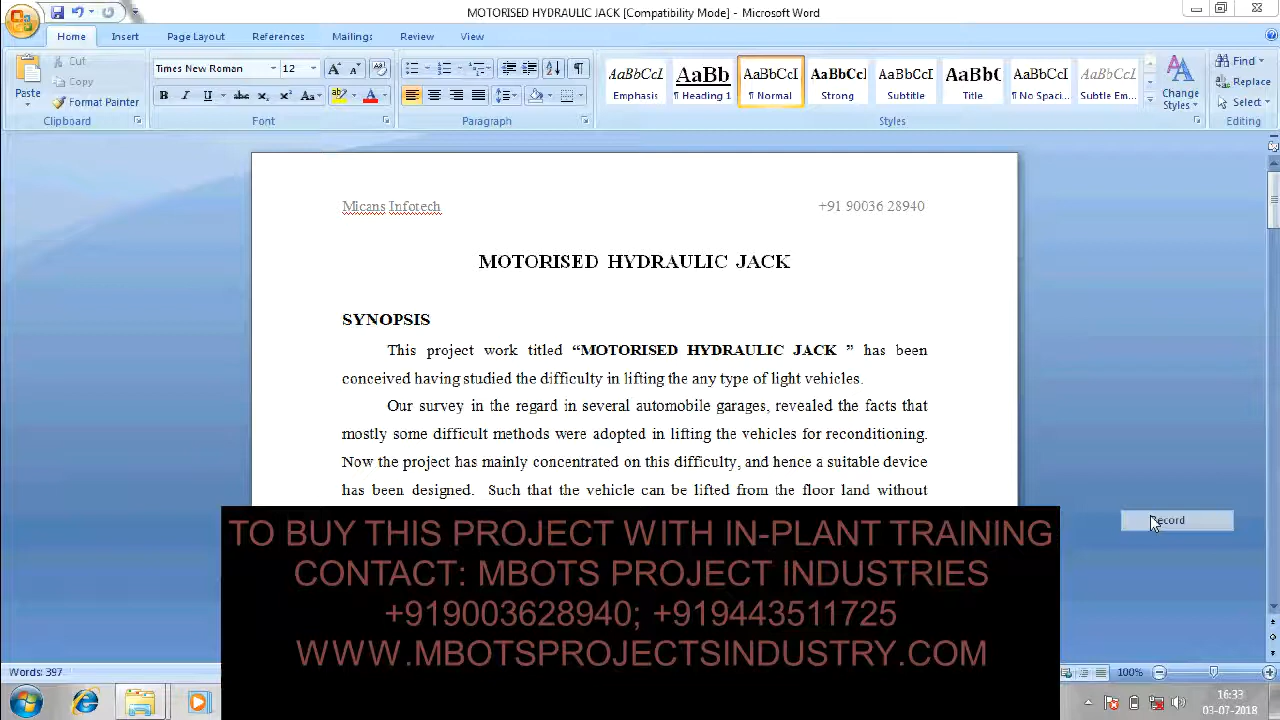 MOTORISED HYDRAULIC JACK [Compatibility Mode] - Microsoft Word
Home Insert Page Layout References Mailings Review View
Cut
Copy
Format Painter
Paste
Clipboard
Times New Roman 12
Font
Paragraph
AaBbCcI AaBb AaBbCcI AaBbCcl AaBbCcI AaBbC AaBbCcI AaBbCcI
Emphasis ¶ Heading 1 ¶ Normal Strong Subtitle Title ¶ No Spaci... Subtle Em...
Styles
Change Styles
Find
Replace
Select
Editing
Micans Infotech +91 90036 28940
MOTORISED HYDRAULIC JACK
SYNOPSIS
This project work titled “MOTORISED HYDRAULIC JACK ” has been
conceived having studied the difficulty in lifting the any type of light vehicles.
Our survey in the regard in several automobile garages, revealed the facts that
mostly some difficult methods were adopted in lifting the vehicles for reconditioning.
Now the project has mainly concentrated on this difficulty, and hence a suitable device
has been designed. Such that the vehicle can be lifted from the floor land without
TO BUY THIS PROJECT WITH IN-PLANT TRAINING
CONTACT: MBOTS PROJECT INDUSTRIES
+919003628940; +919443511725
WWW.MBOTSPROJECTSINDUSTRY.COM
Words: 397
100%
16:33
03-07-2018